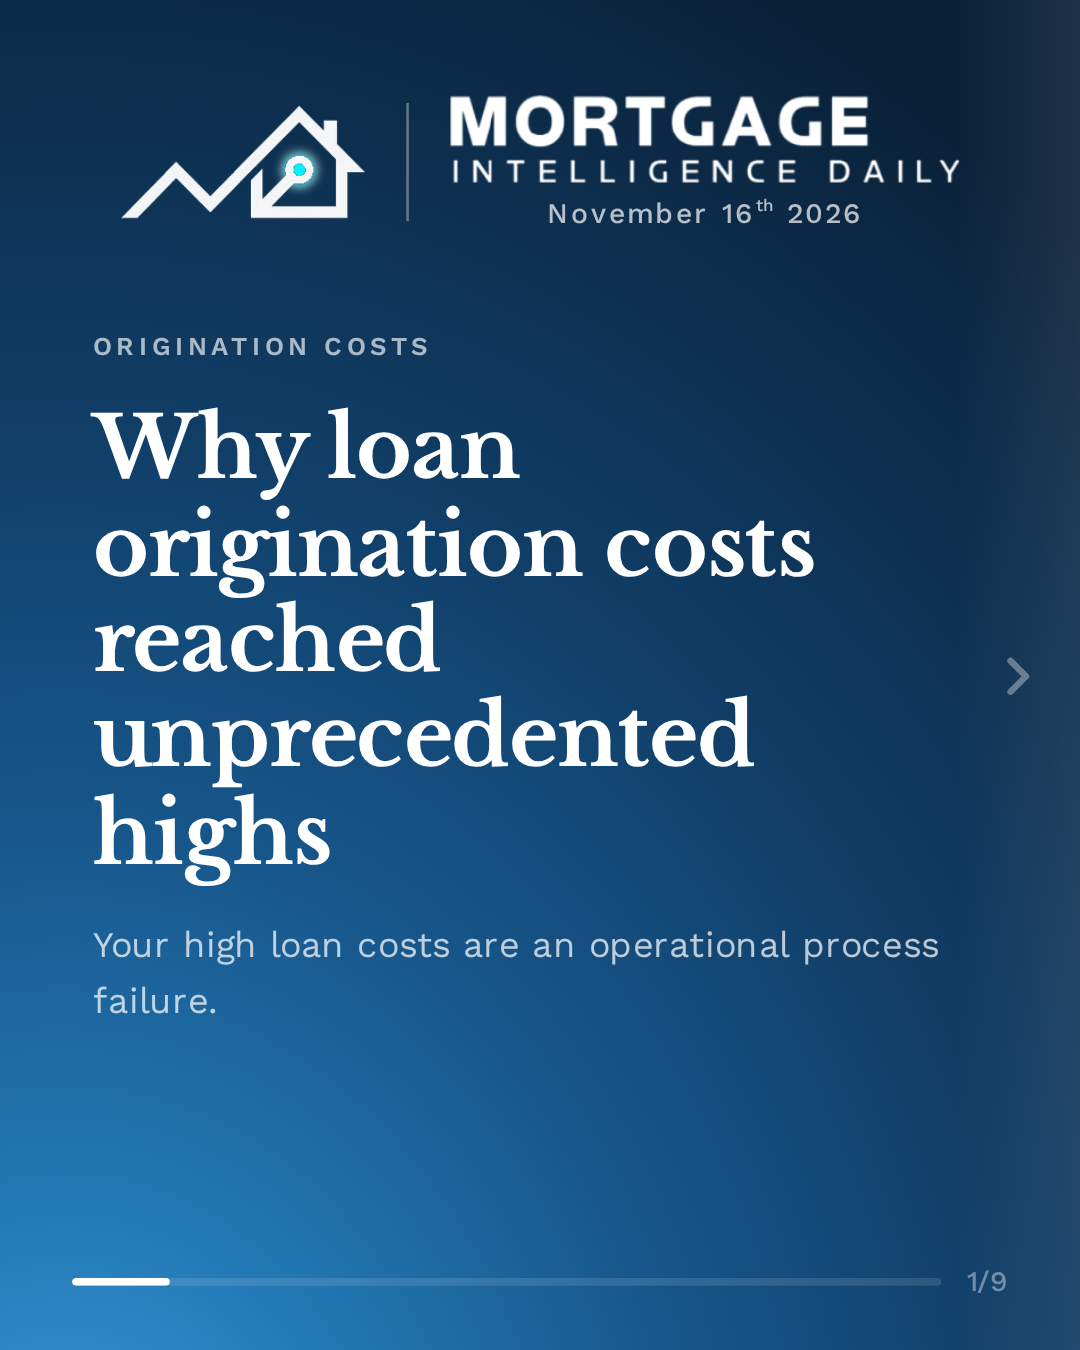 MORTGAGE
INTELLIGENCE DAILY
November 16th 2026
ORIGINATION COSTS
Why loan
origination costs
reached
unprecedented
highs
Your high loan costs are an operational process
failure.
1/9